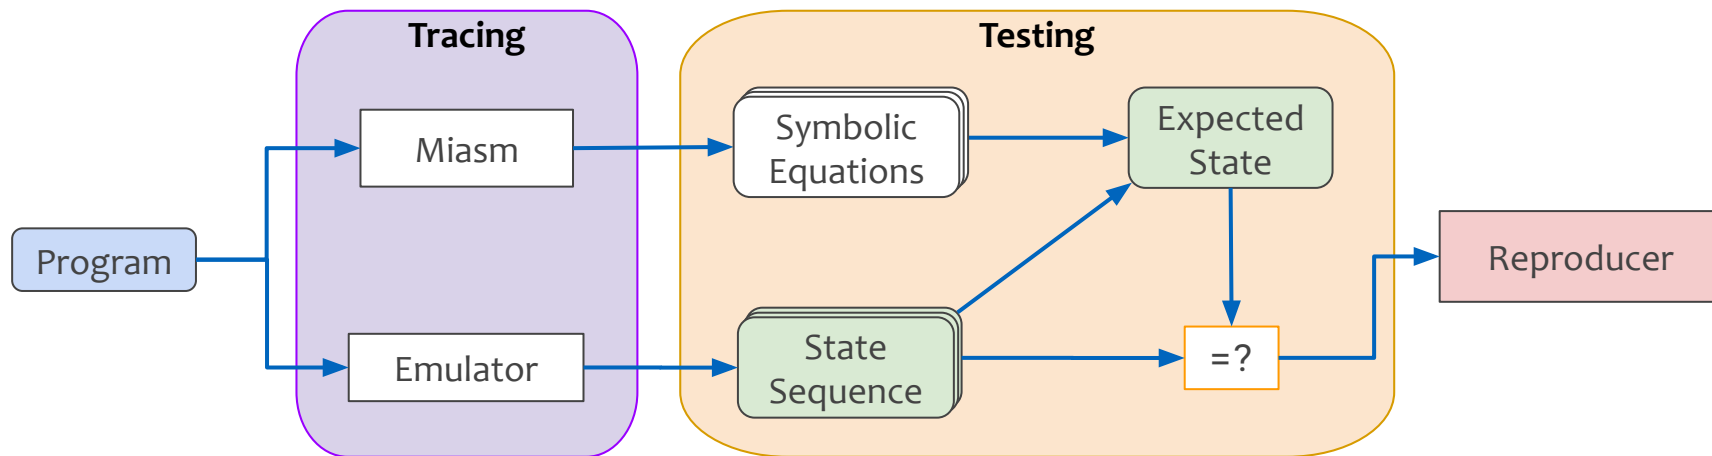 Tracing
Testing
Program
Miasm
Emulator
Symbolic
Equations
State
Sequence
Expected
State
=?
Reproducer